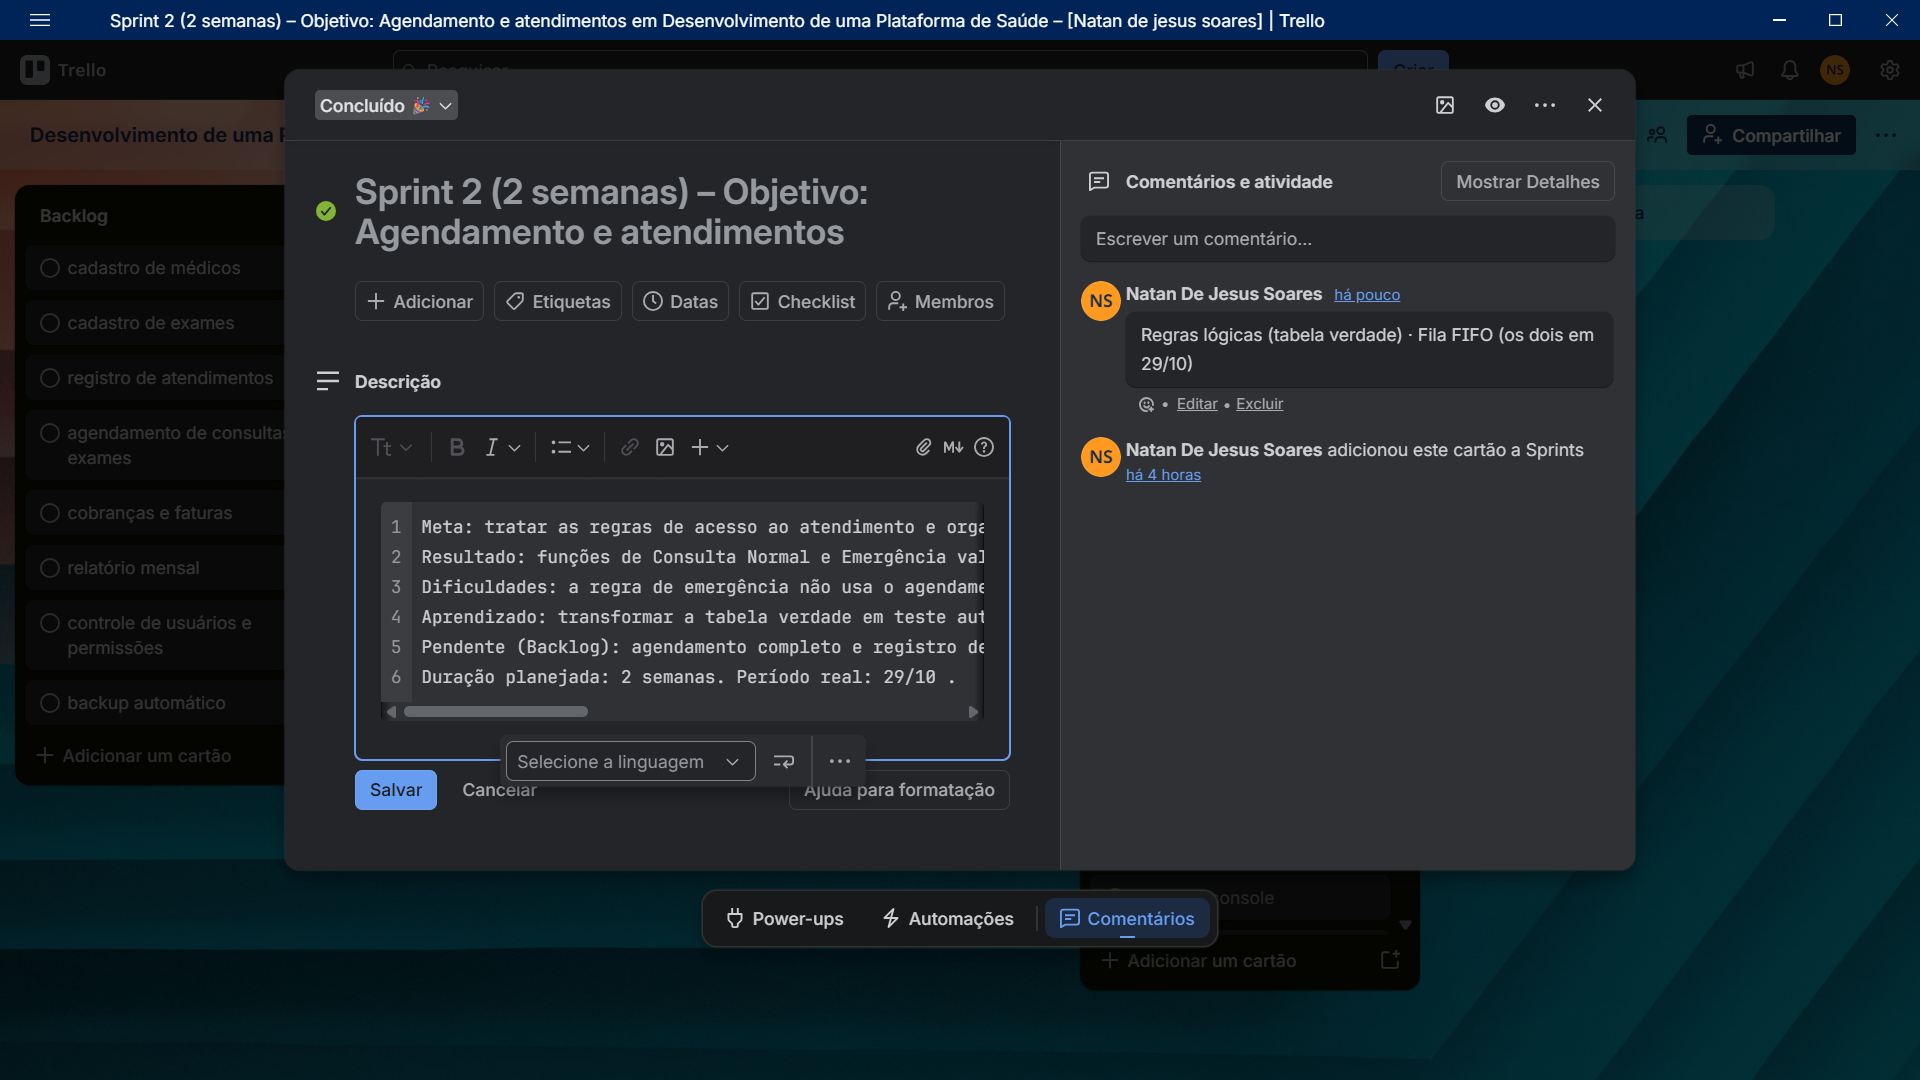 Sprint 2 (2 semanas) – Objetivo: Agendamento e atendimentos em Desenvolvimento de uma Plataforma de Saúde – [Natan de jesus soares] | Trello
Trello
NS
Desenvolvimento de uma
Compartilhar
Backlog
cadastro de médicos
cadastro de exames
registro de atendimentos
agendamento de consultas
exames
cobranças e faturas
relatório mensal
controle de usuários e
permissões
backup automático
Adicionar um cartão
Concluído 🎉
Sprint 2 (2 semanas) – Objetivo:
Agendamento e atendimentos
Adicionar
Etiquetas
Datas
Checklist
Membros
Descrição
Tt
B
I
M↓
1 Meta: tratar as regras de acesso ao atendimento e orga
2 Resultado: funções de Consulta Normal e Emergência val
3 Dificuldades: a regra de emergência não usa o agendame
4 Aprendizado: transformar a tabela verdade em teste aut
5 Pendente (Backlog): agendamento completo e registro de
6 Duração planejada: 2 semanas. Período real: 29/10 .
Selecione a linguagem
Salvar
Cancelar
Ajuda para formatação
Comentários e atividade
Mostrar Detalhes
Escrever um comentário...
NS
Natan De Jesus Soares há pouco
Regras lógicas (tabela verdade) · Fila FIFO (os dois em
29/10)
• Editar • Excluir
NS
Natan De Jesus Soares adicionou este cartão a Sprints
há 4 horas
Power-ups
Automações
Comentários
console
Adicionar um cartão